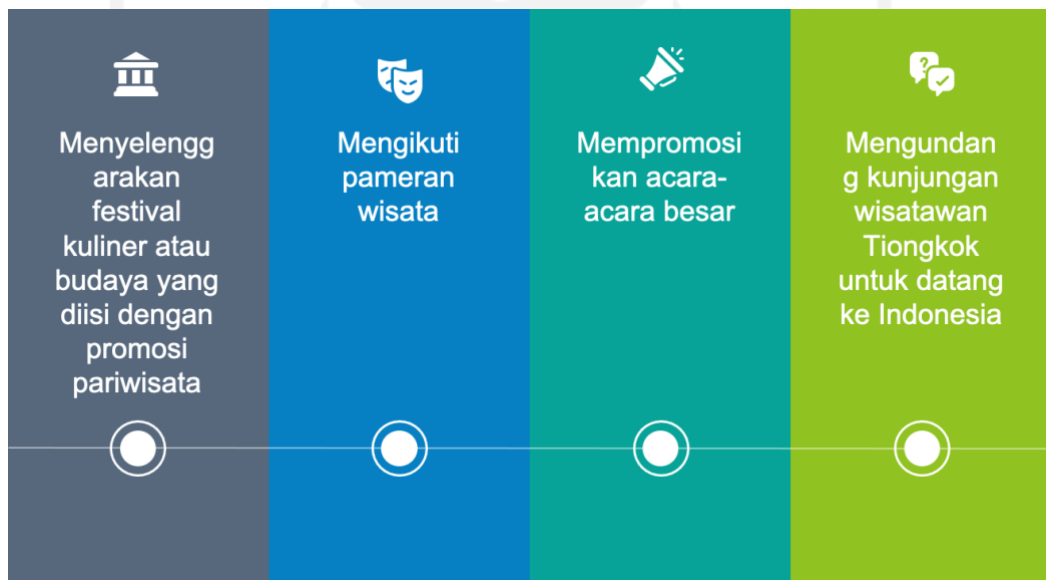 Menyelengg
arakan
festival
kuliner atau
budaya yang
diisi dengan
promosi
pariwisata
Mengikuti
pameran
wisata
Mempromosi
kan acara-
acara besar
Mengundan
g kunjungan
wisatawan
Tiongkok
untuk datang
ke Indonesia